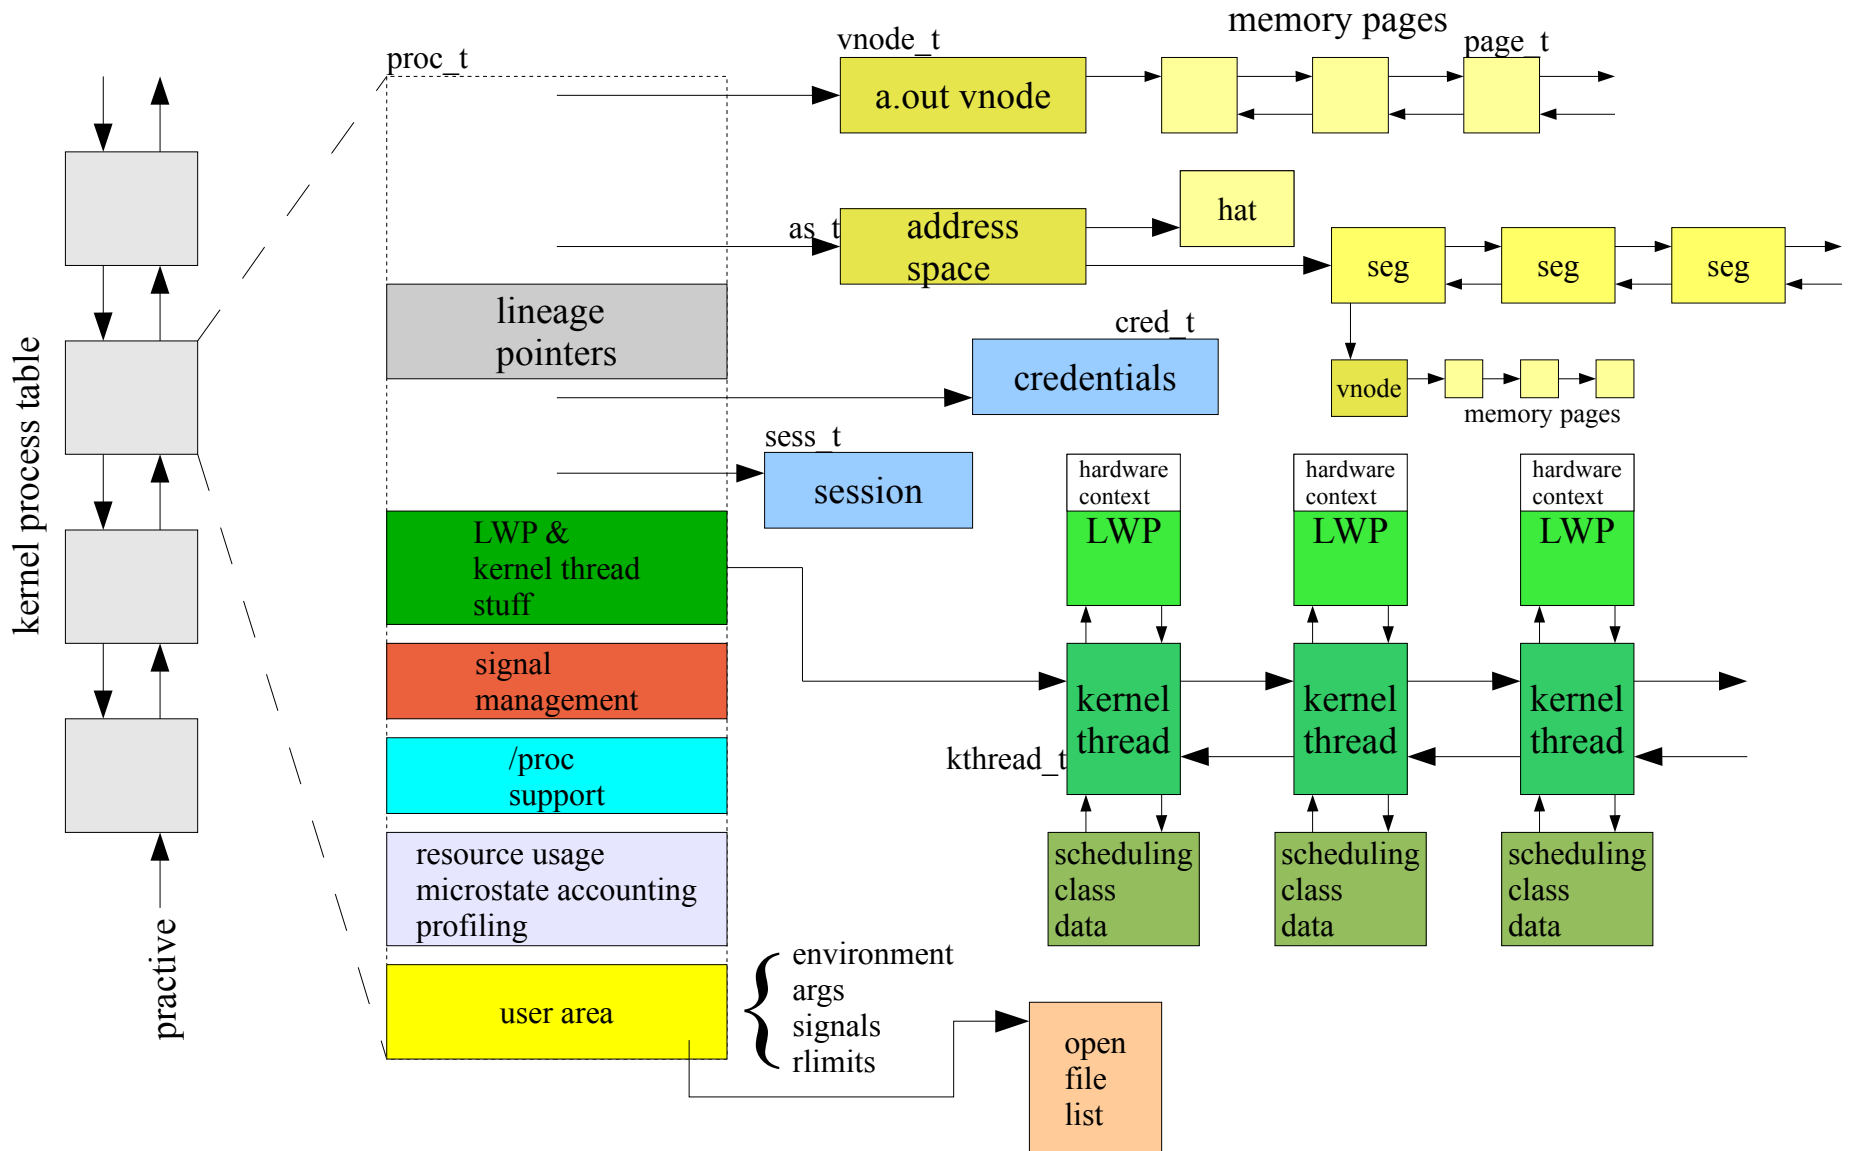 memory pages
vnode_t
page_t
proc_t
a.out vnode
hat
as_t
address
space
seg
seg
seg
lineage
pointers
cred_t
credentials
vnode
memory pages
kernel process table
sess_t
session
hardware
context
LWP
hardware
context
LWP
hardware
context
LWP
LWP &
kernel thread
stuff
signal
management
kernel
thread
kernel
thread
kernel
thread
kthread_t
/proc
support
resource usage
microstate accounting
profiling
scheduling
class
data
scheduling
class
data
scheduling
class
data
practive
user area
environment
args
signals
rlimits
open
file
list